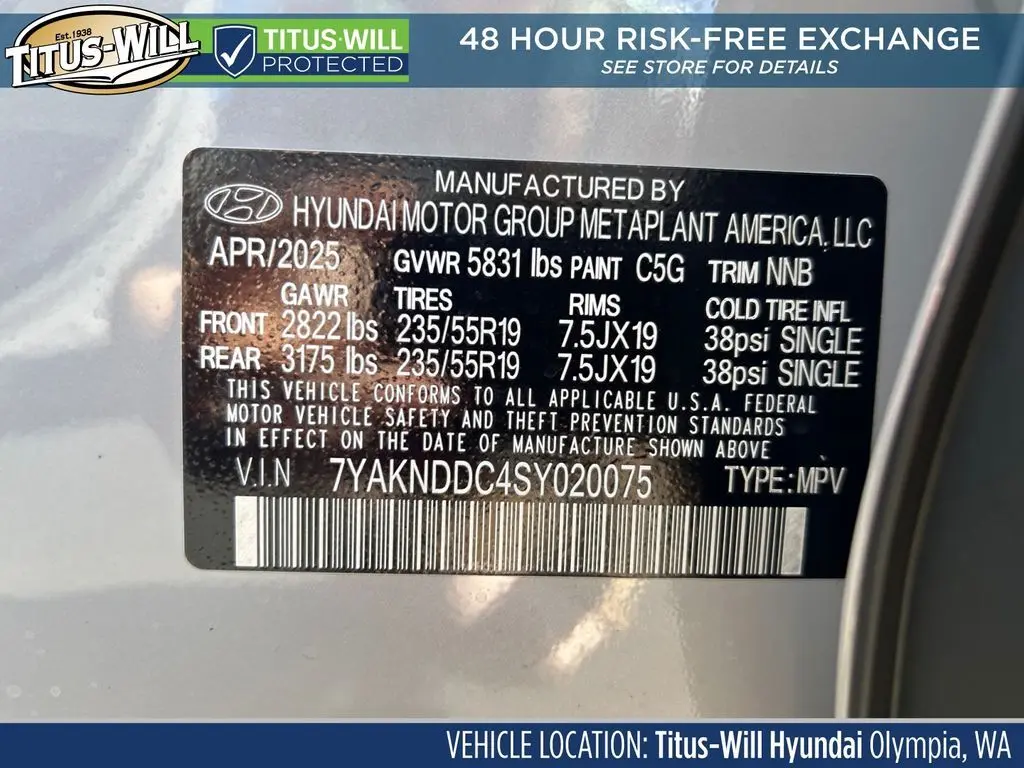 Est.1938
TITUS-WILL
TITUS-WILL
PROTECTED
48 HOUR RISK-FREE EXCHANGE
SEE STORE FOR DETAILS
MANUFACTURED BY
HYUNDAI MOTOR GROUP METAPLANT AMERICA, LLC
APR/2025 GVWR 5831 lbs PAINT C5G TRIM NNB
GAWR TIRES RIMS COLD TIRE INFL
FRONT 2822 lbs 235/55R19 7.5JX19 38psi SINGLE
REAR 3175 lbs 235/55R19 7.5JX19 38psi SINGLE
THIS VEHICLE CONFORMS TO ALL APPLICABLE U.S.A. FEDERAL
MOTOR VEHICLE SAFETY AND THEFT PREVENTION STANDARDS
IN EFFECT ON THE DATE OF MANUFACTURE SHOWN ABOVE
V.I.N 7YAKNDDC4SY020075 TYPE:MPV
VEHICLE LOCATION: Titus-Will Hyundai Olympia, WA